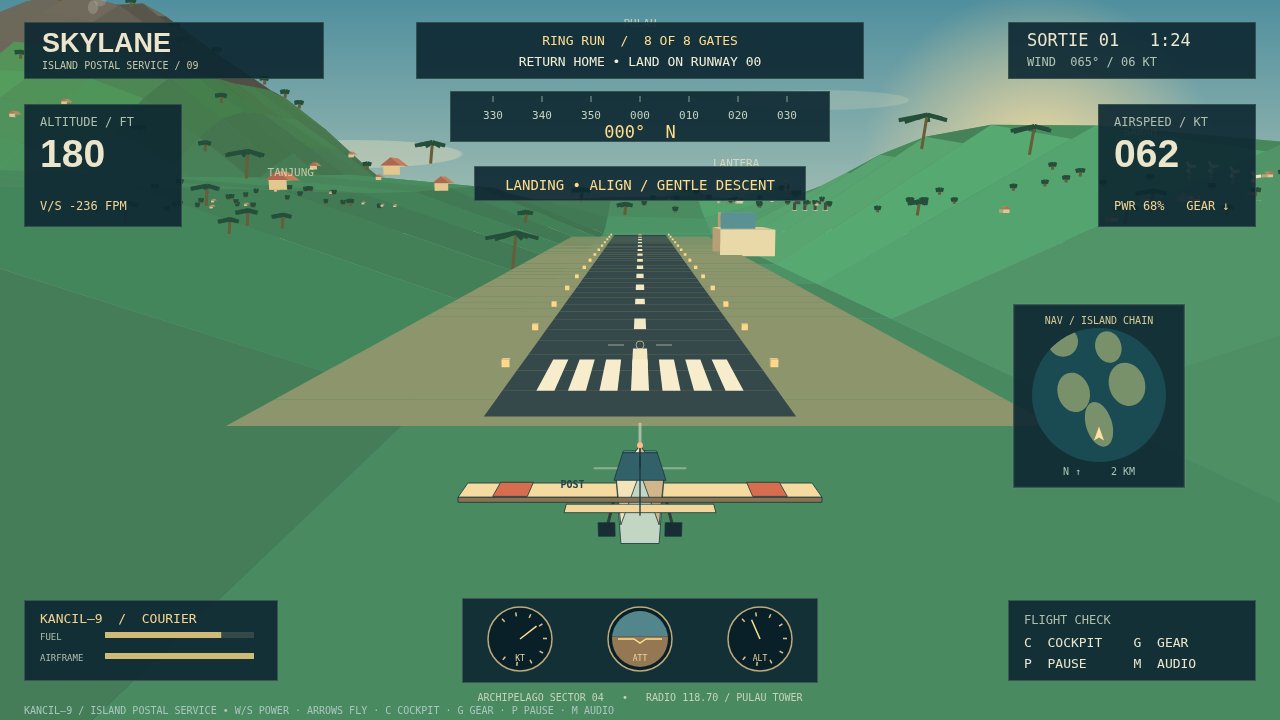 PULAU
SKYLANE
ISLAND POSTAL SERVICE / 09
RING RUN / 8 OF 8 GATES
RETURN HOME • LAND ON RUNWAY 00
SORTIE 01 1:24
WIND 065° / 06 KT
330 340 350 000 010 020 030
000° N
ALTITUDE / FT
180
V/S -236 FPM
AIRSPEED / KT
062
PWR 68% GEAR ↓
TANJUNG
LANTERA
LANDING • ALIGN / GENTLE DESCENT
NAV / ISLAND CHAIN
N ↑ 2 KM
POST
KANCIL–9 / COURIER
FUEL
AIRFRAME
KT
ATT
ALT
FLIGHT CHECK
C COCKPIT G GEAR
P PAUSE M AUDIO
ARCHIPELAGO SECTOR 04 • RADIO 118.70 / PULAU TOWER
KANCIL–9 / ISLAND POSTAL SERVICE • W/S POWER · ARROWS FLY · C COCKPIT · G GEAR · P PAUSE · M AUDIO